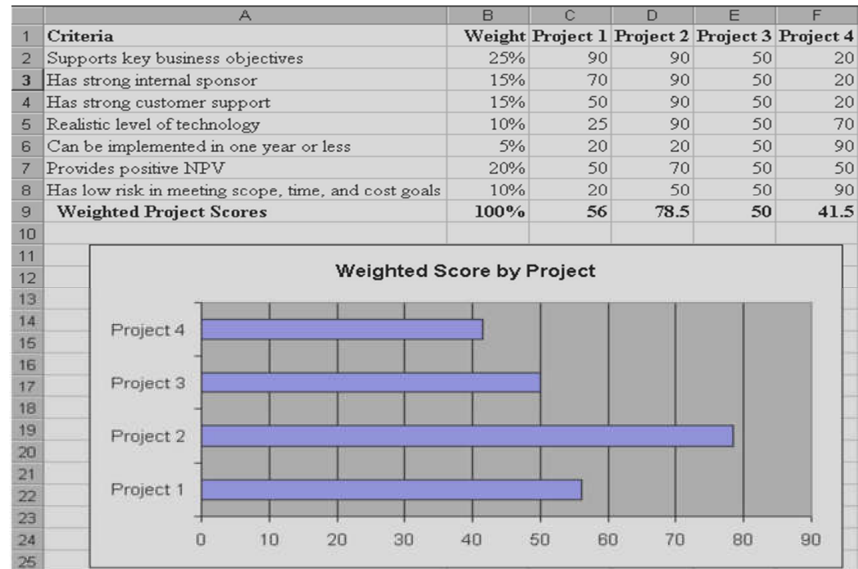 A B C D E F
1 Criteria Weight Project 1 Project 2 Project 3 Project 4
2 Supports key business objectives 25% 90 90 50 20
3 Has strong internal sponsor 15% 70 90 50 20
4 Has strong customer support 15% 50 90 50 20
5 Realistic level of technology 10% 25 90 50 70
6 Can be implemented in one year or less 5% 20 20 50 90
7 Provides positive NPV 20% 50 70 50 50
8 Has low risk in meeting scope, time, and cost goals 10% 20 50 50 90
9 Weighted Project Scores 100% 56 78.5 50 41.5
10
11
12 Weighted Score by Project
13
14 Project 4
15
16
17 Project 3
18
19 Project 2
20
21
22 Project 1
23
24 0 10 20 30 40 50 60 70 80 90
25